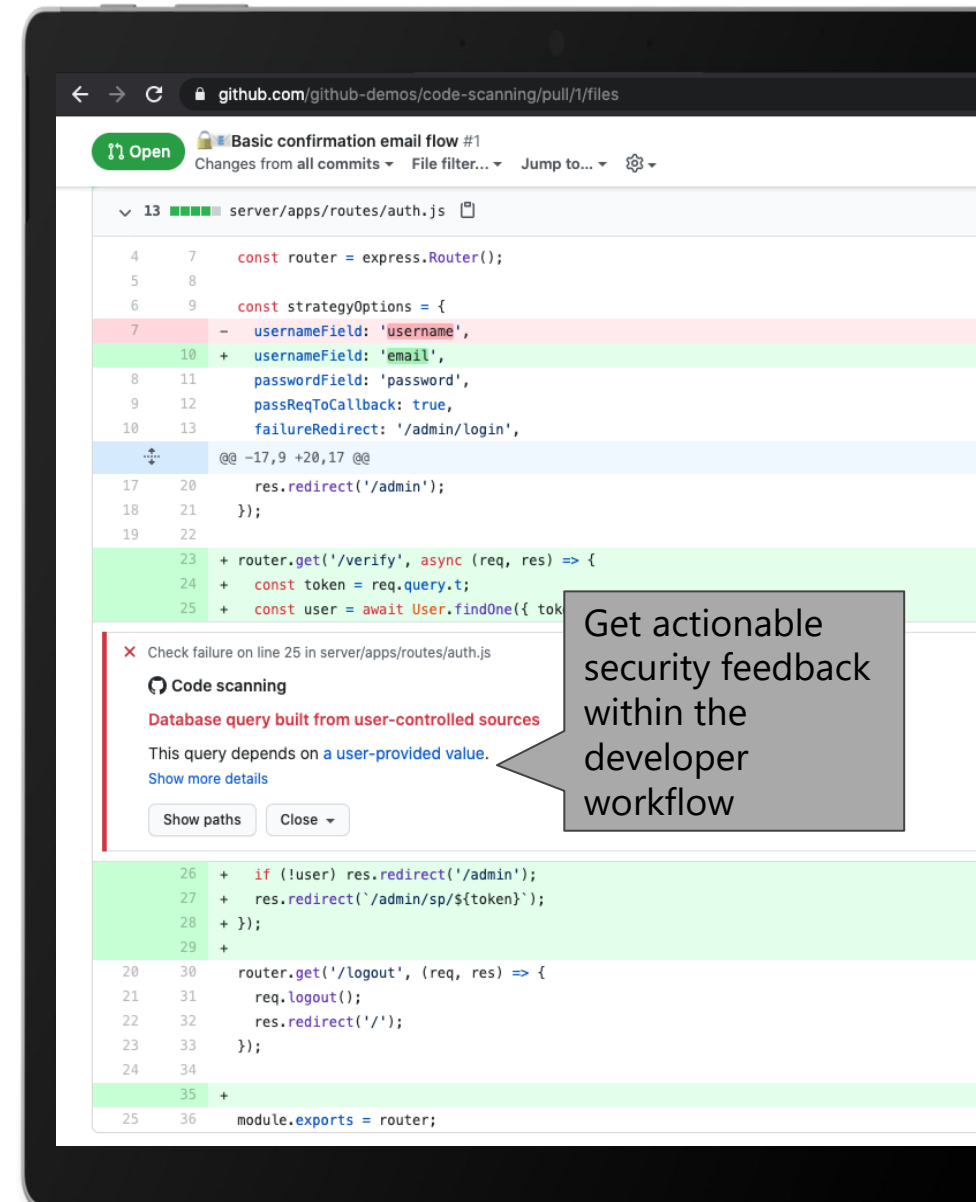 github.com/github-demos/code-scanning/pull/1/files
Open
Basic confirmation email flow #1
Changes from all commits File filter... Jump to...
13 server/apps/routes/auth.js
4 7 const router = express.Router();
5 8
6 9 const strategyOptions = {
7 - usernameField: 'username',
10 + usernameField: 'email',
8 11 passwordField: 'password',
9 12 passReqToCallback: true,
10 13 failureRedirect: '/admin/login',
@@ -17,9 +20,17 @@
17 20 res.redirect('/admin');
18 21 });
19 22
23 + router.get('/verify', async (req, res) => {
24 + const token = req.query.t;
25 + const user = await User.findOne({ tok
Check failure on line 25 in server/apps/routes/auth.js
Code scanning
Database query built from user-controlled sources
This query depends on a user-provided value.
Show more details
Show paths Close
Get actionable
security feedback
within the
developer
workflow
26 + if (!user) res.redirect('/admin');
27 + res.redirect(`/admin/sp/${token}`);
28 + });
29 +
20 30 router.get('/logout', (req, res) => {
21 31 req.logout();
22 32 res.redirect('/');
23 33 });
24 34
35 +
25 36 module.exports = router;